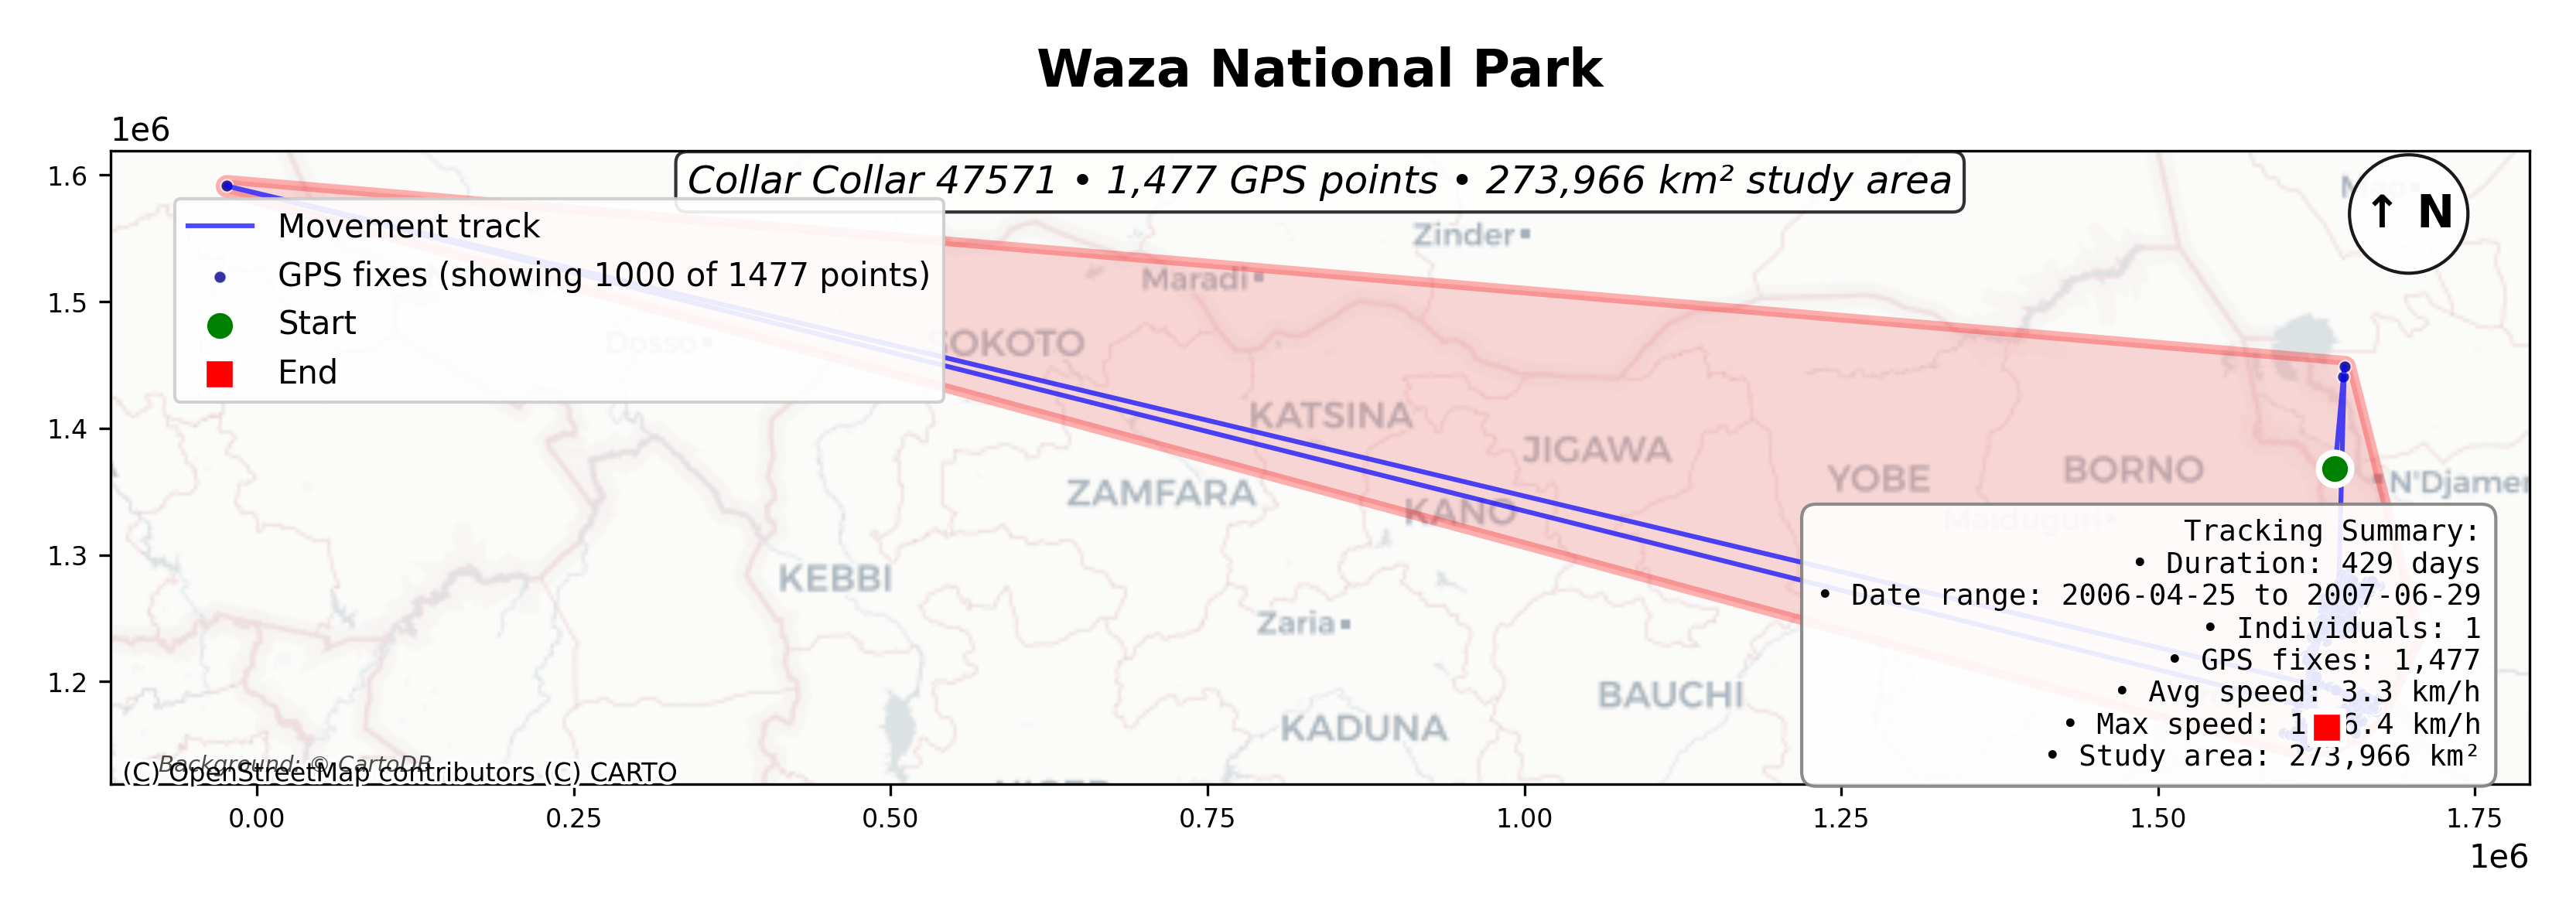 Waza National Park
1e6
Collar Collar 47571 • 1,477 GPS points • 273,966 km² study area
↑ N
Movement track
GPS fixes (showing 1000 of 1477 points)
Start
End
1.6
1.5
1.4
1.3
1.2
Zinder
Maradi
Dosso
SOKOTO
KATSINA
JIGAWA
ZAMFARA
YOBE
BORNO
N'Djamen
KANO
Maiduguri
KEBBI
Zaria
BAUCHI
KADUNA
Tracking Summary:
• Duration: 429 days
• Date range: 2006-04-25 to 2007-06-29
• Individuals: 1
• GPS fixes: 1,477
• Avg speed: 3.3 km/h
• Max speed: 1 6.4 km/h
• Study area: 273,966 km²
Background: © CartoDB
(C) OpenStreetMap contributors (C) CARTO
0.00 0.25 0.50 0.75 1.00 1.25 1.50 1.75
1e6